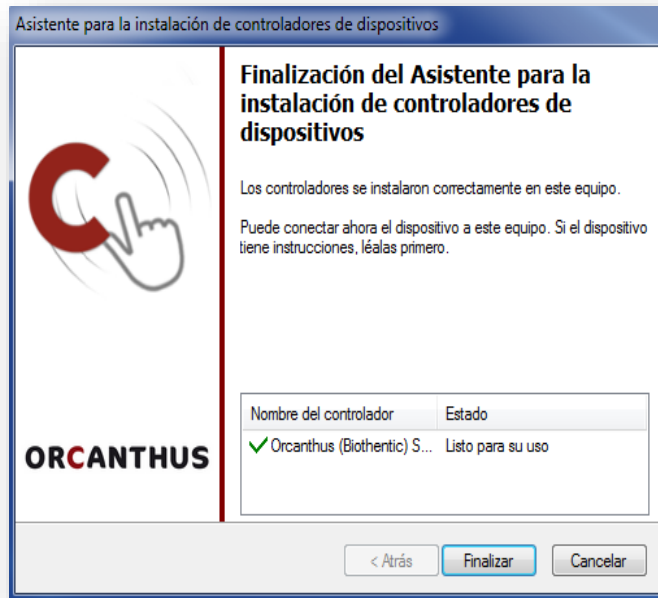 Asistente para la instalación de controladores de dispositivos
Finalización del Asistente para la
instalación de controladores de
dispositivos
Los controladores se instalaron correctamente en este equipo.
Puede conectar ahora el dispositivo a este equipo. Si el dispositivo
tiene instrucciones, léalas primero.
Nombre del controlador Estado
Orcanthus (Biothentic) S... Listo para su uso
ORCANTHUS
< Atrás Finalizar Cancelar